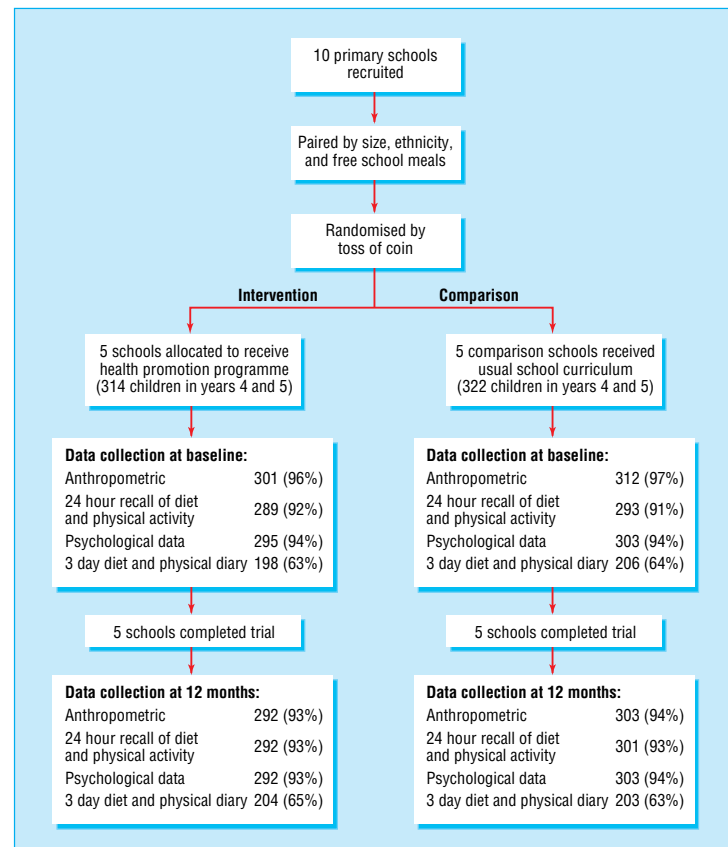 10 primary schools
recruited
Paired by size, ethnicity,
and free school meals
Randomised by
toss of coin
Intervention
Comparison
5 schools allocated to receive
health promotion programme
(314 children in years 4 and 5)
5 comparison schools received
usual school curriculum
(322 children in years 4 and 5)
Data collection at baseline:
Anthropometric 301 (96%)
24 hour recall of diet
and physical activity 289 (92%)
Psychological data 295 (94%)
3 day diet and physical diary 198 (63%)
Data collection at baseline:
Anthropometric 312 (97%)
24 hour recall of diet
and physical activity 293 (91%)
Psychological data 303 (94%)
3 day diet and physical diary 206 (64%)
5 schools completed trial
5 schools completed trial
Data collection at 12 months:
Anthropometric 292 (93%)
24 hour recall of diet
and physical activity 292 (93%)
Psychological data 292 (93%)
3 day diet and physical diary 204 (65%)
Data collection at 12 months:
Anthropometric 303 (94%)
24 hour recall of diet
and physical activity 301 (93%)
Psychological data 303 (94%)
3 day diet and physical diary 203 (63%)